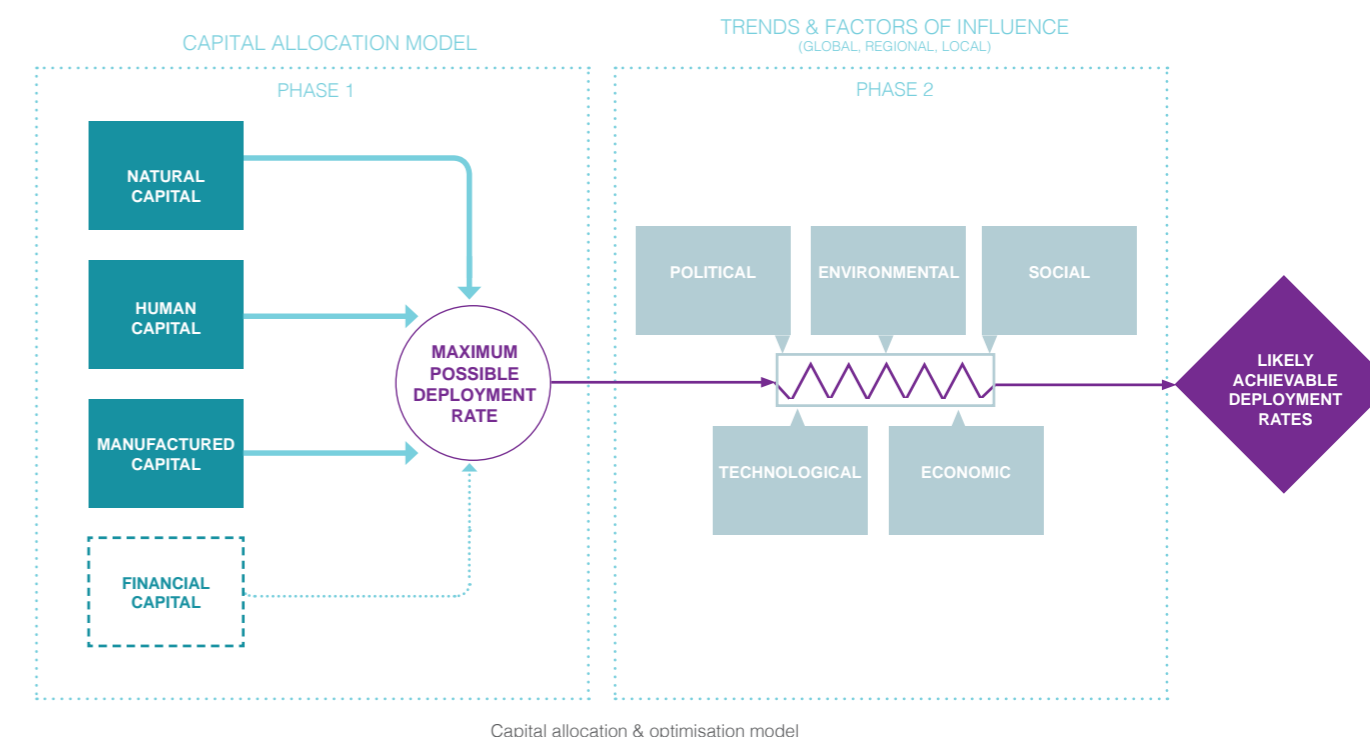 CAPITAL ALLOCATION MODEL
PHASE 1
NATURAL
CAPITAL
HUMAN
CAPITAL
MANUFACTURED
CAPITAL
FINANCIAL
CAPITAL
MAXIMUM
POSSIBLE
DEPLOYMENT
RATE
TRENDS & FACTORS OF INFLUENCE
(GLOBAL, REGIONAL, LOCAL)
PHASE 2
POLITICAL
ENVIRONMENTAL
SOCIAL
TECHNOLOGICAL
ECONOMIC
LIKELY
ACHIEVABLE
DEPLOYMENT
RATES
Capital allocation & optimisation model